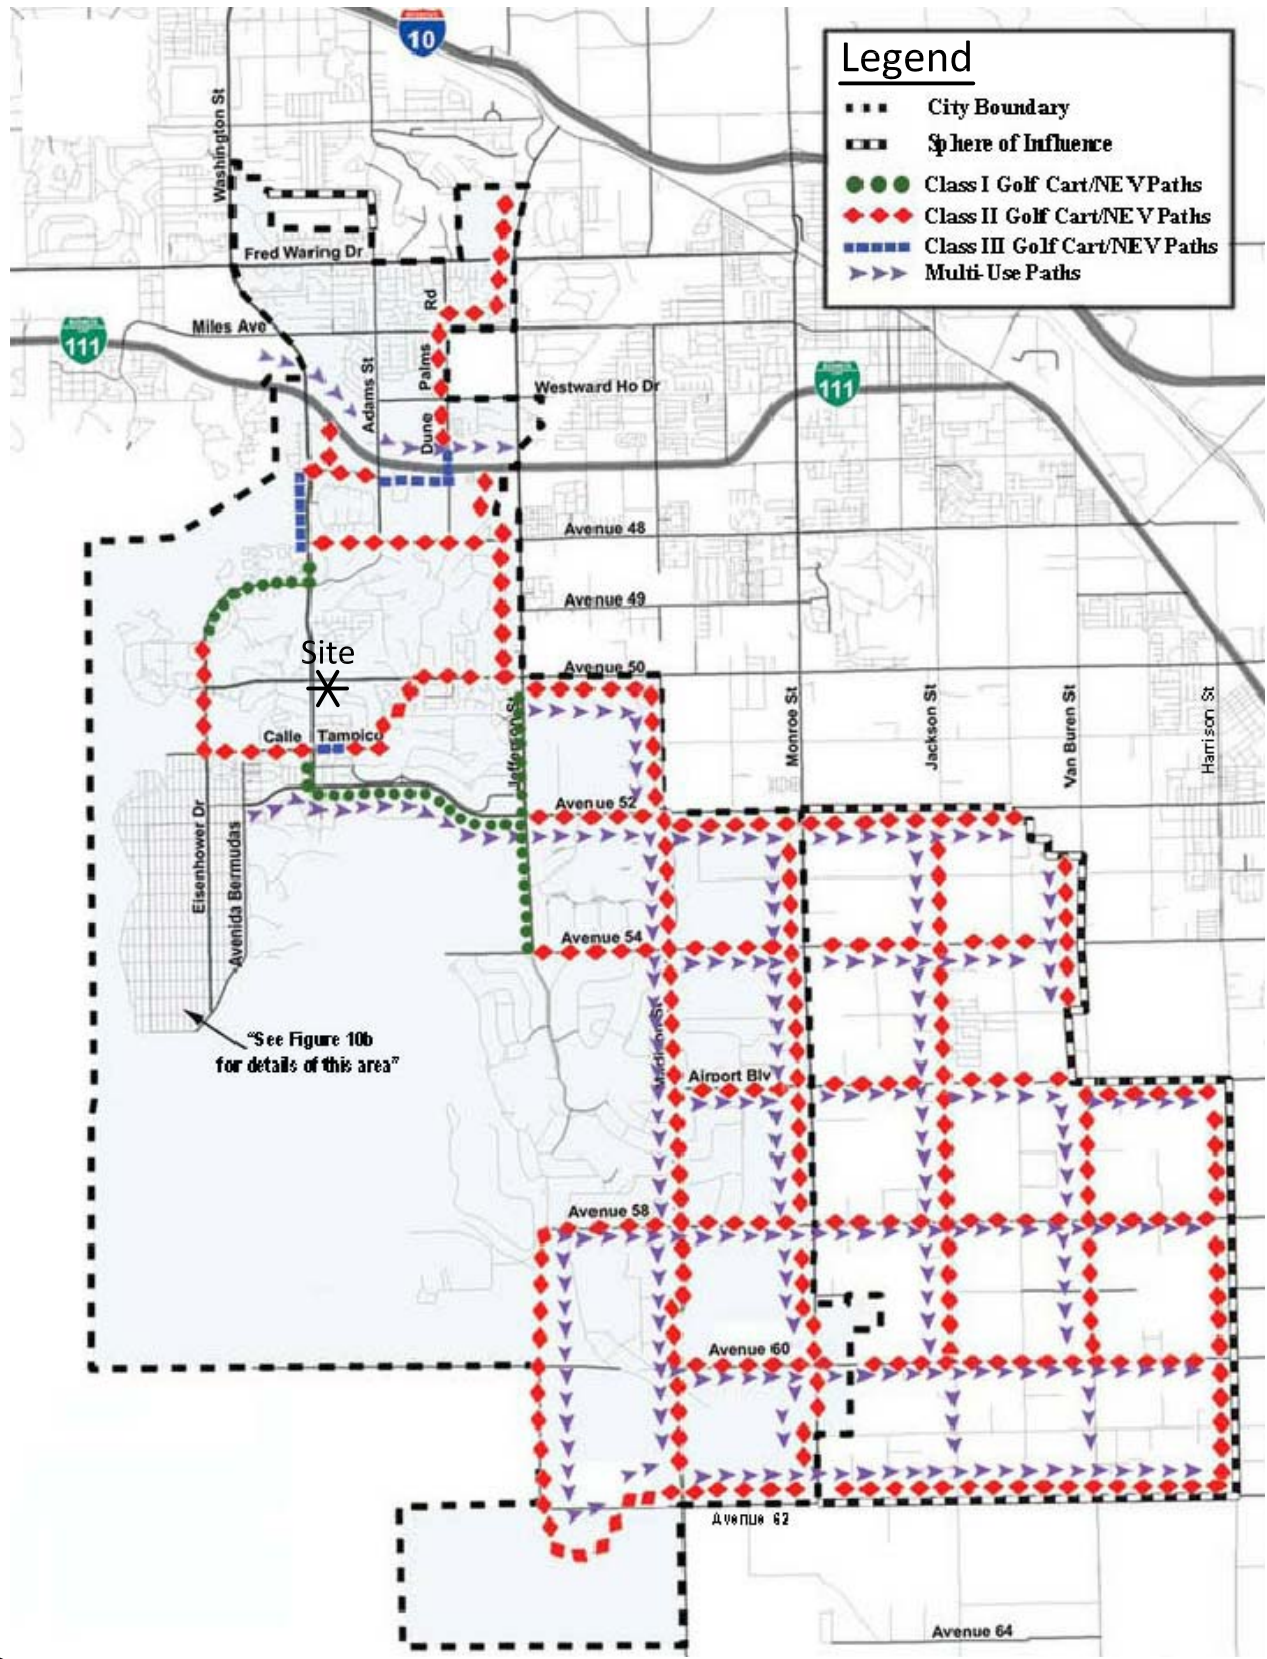 10
Legend
City Boundary
Sphere of Influence
Class I Golf Cart/NEV Paths
Class II Golf Cart/NEV Paths
Class III Golf Cart/NEV Paths
Multi-Use Paths
Washington St
Fred Waring Dr
Miles Ave
111
Adams St
Dune Palms Rd
Westward Ho Dr
111
Avenue 48
Avenue 49
Site
Avenue 50
Calle Tampico
Jefferson St
Monroe St
Jackson St
Van Buren St
Harrison St
Avenue 52
Eisenhower Dr
Avenida Bermudas
Avenue 54
"See Figure 10b
for details of this area"
Madison St
Airport Blv
Avenue 58
Avenue 60
Avenue 62
Avenue 64